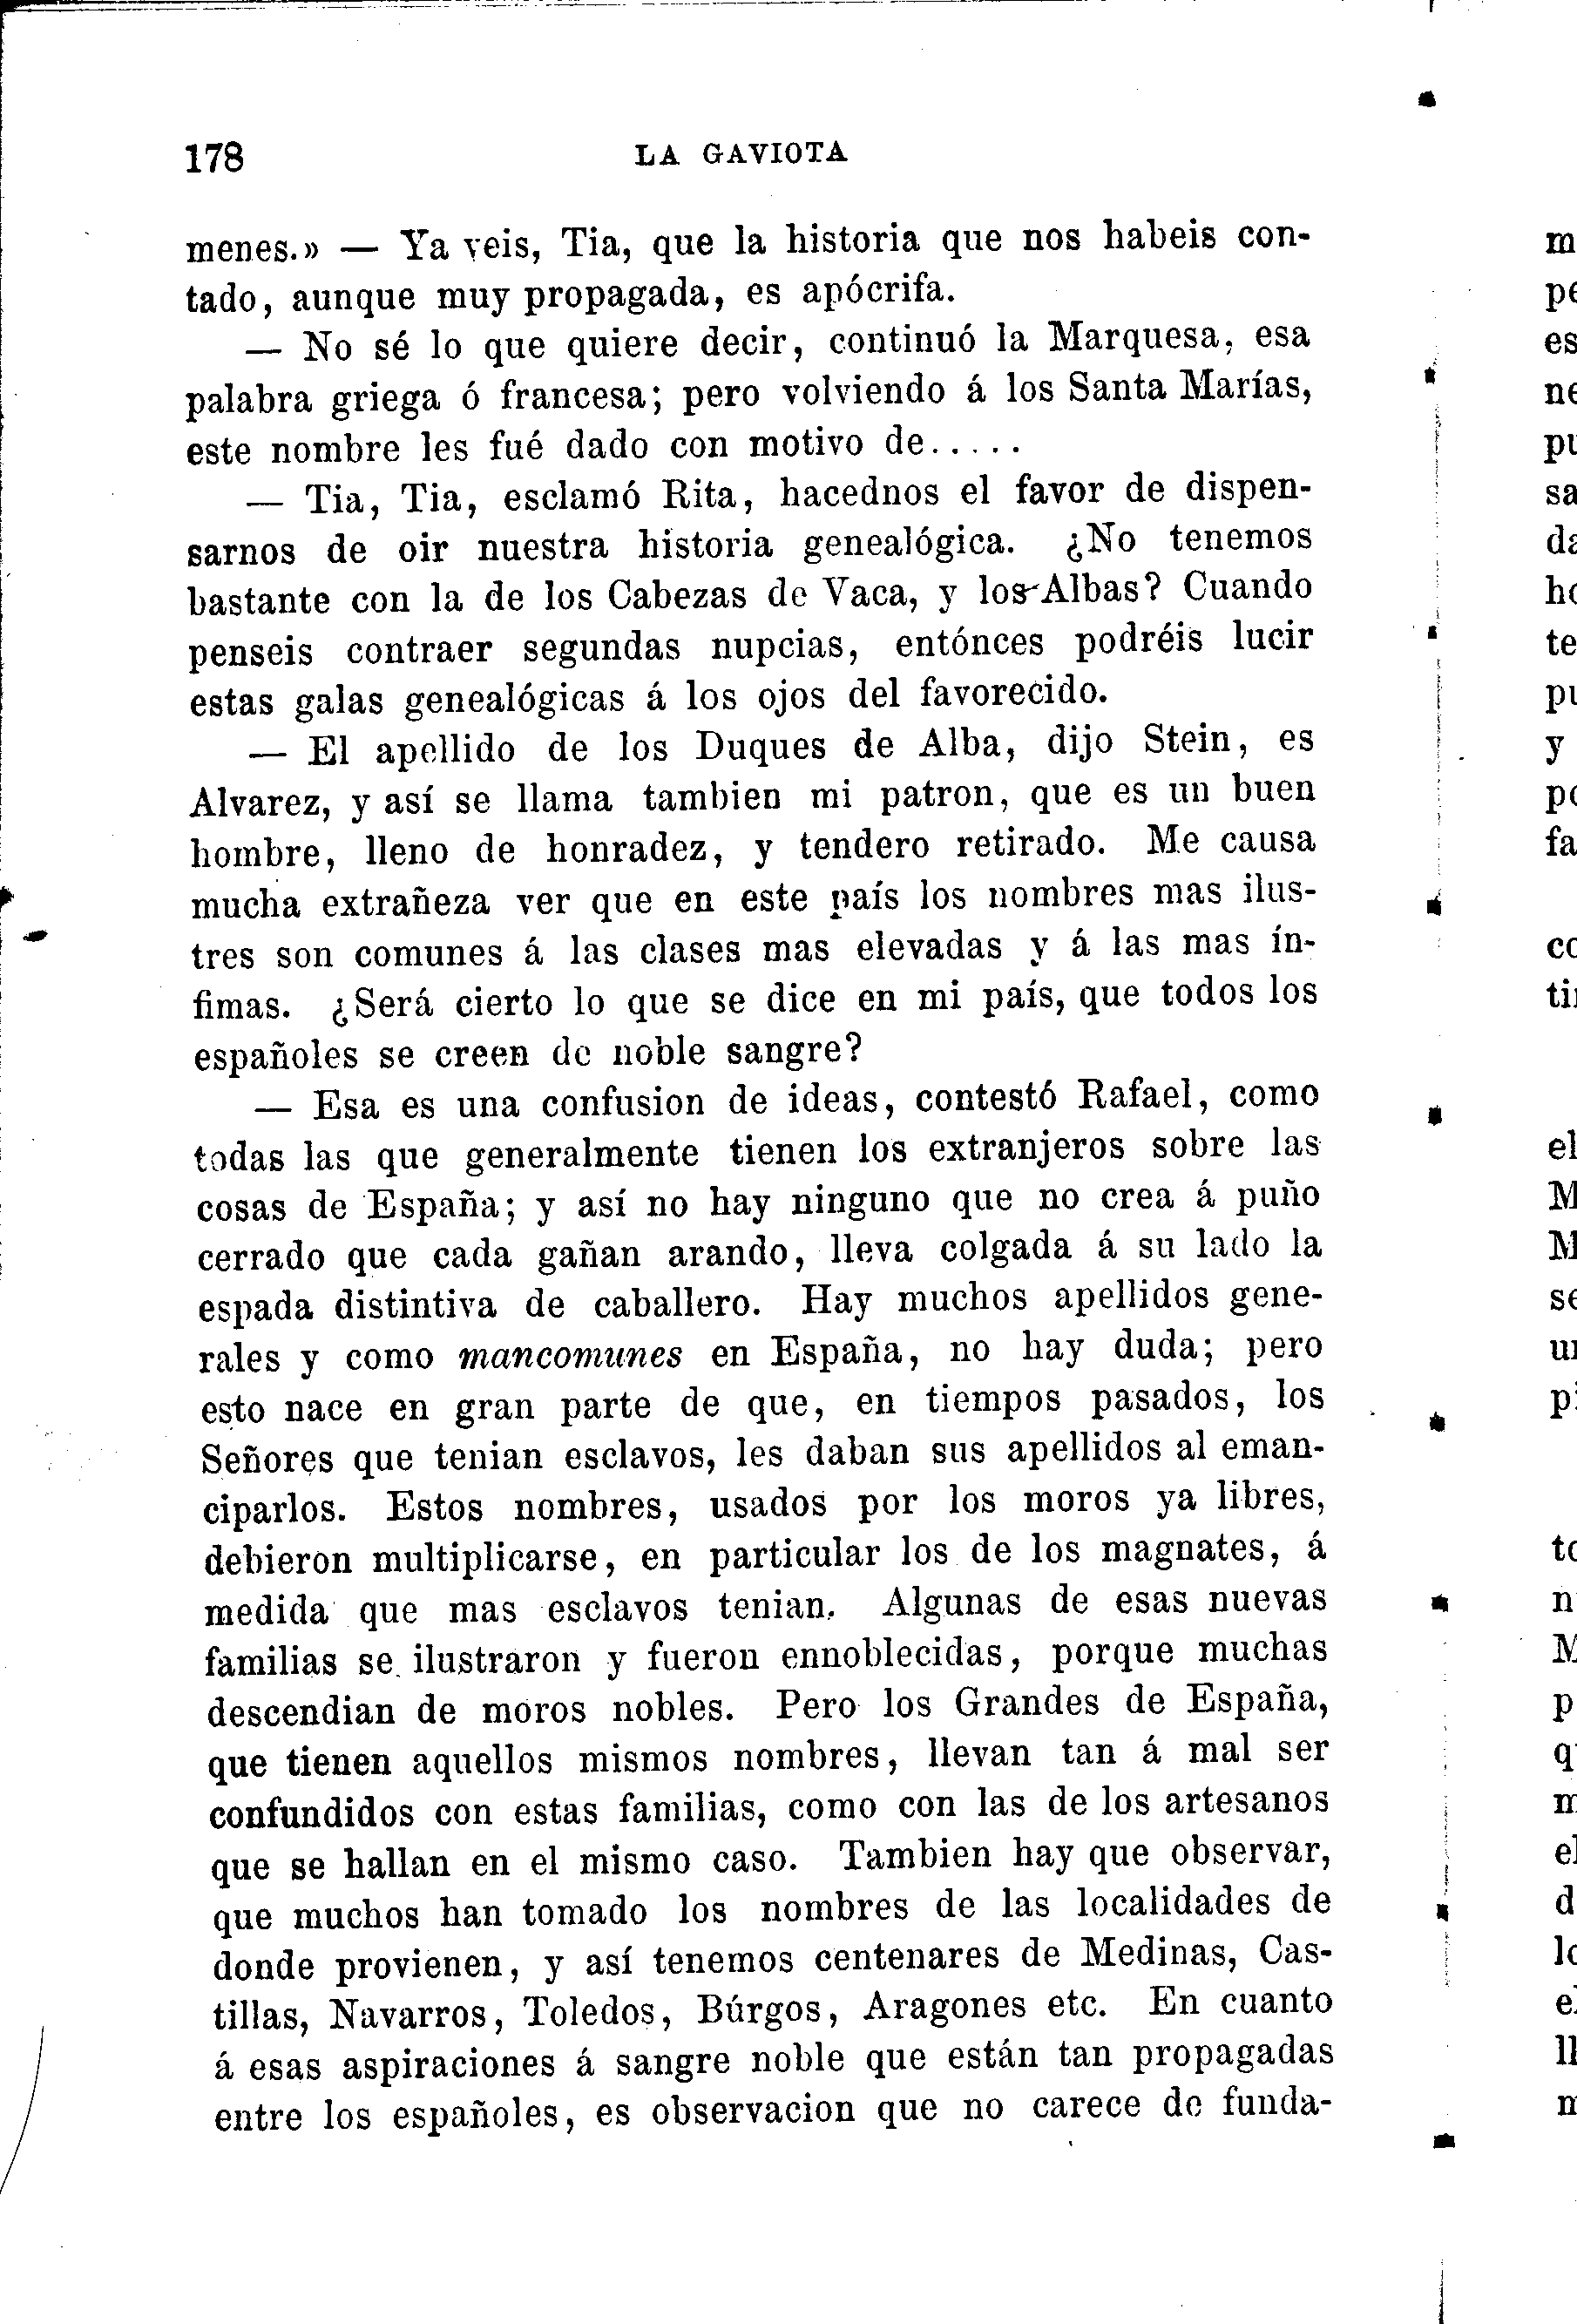 178 LA GAVIOTA
menes.» — Ya veis, Tia, que la historia que nos habeis con-
tado, aunque muy propagada, es apócrifa.
— No sé lo que quiere decir, continuó la Marquesa, esa
palabra griega ó francesa; pero volviendo á los Santa Marías,
este nombre les fué dado con motivo de.....
— Tia, Tia, esclamó Rita, hacednos el favor de dispen-
sarnos de oir nuestra historia genealógica. ¿No tenemos
bastante con la de los Cabezas de Vaca, y los Albas? Cuando
penseis contraer segundas nupcias, entónces podréis lucir
estas galas genealógicas á los ojos del favorecido.
— El apellido de los Duques de Alba, dijo Stein, es
Alvarez, y así se llama tambien mi patron, que es un buen
hombre, lleno de honradez, y tendero retirado. Me causa
mucha extrañeza ver que en este país los nombres mas ilus-
tres son comunes á las clases mas elevadas y á las mas ín-
fimas. ¿Será cierto lo que se dice en mi país, que todos los
españoles se creen de noble sangre?
— Esa es una confusion de ideas, contestó Rafael, como
todas las que generalmente tienen los extranjeros sobre las
cosas de España; y así no hay ninguno que no crea á puño
cerrado que cada gañan arando, lleva colgada á su lado la
espada distintiva de caballero. Hay muchos apellidos gene-
rales y como mancomunes en España, no hay duda; pero
esto nace en gran parte de que, en tiempos pasados, los
Señores que tenian esclavos, les daban sus apellidos al eman-
ciparlos. Estos nombres, usados por los moros ya libres,
debieron multiplicarse, en particular los de los magnates, á
medida que mas esclavos tenian. Algunas de esas nuevas
familias se ilustraron y fueron ennoblecidas, porque muchas
descendian de moros nobles. Pero los Grandes de España,
que tienen aquellos mismos nombres, llevan tan á mal ser
confundidos con estas familias, como con las de los artesanos
que se hallan en el mismo caso. Tambien hay que observar,
que muchos han tomado los nombres de las localidades de
donde provienen, y así tenemos centenares de Medinas, Cas-
tillas, Navarros, Toledos, Búrgos, Aragones etc. En cuanto
á esas aspiraciones á sangre noble que están tan propagadas
entre los españoles, es observacion que no carece de funda-